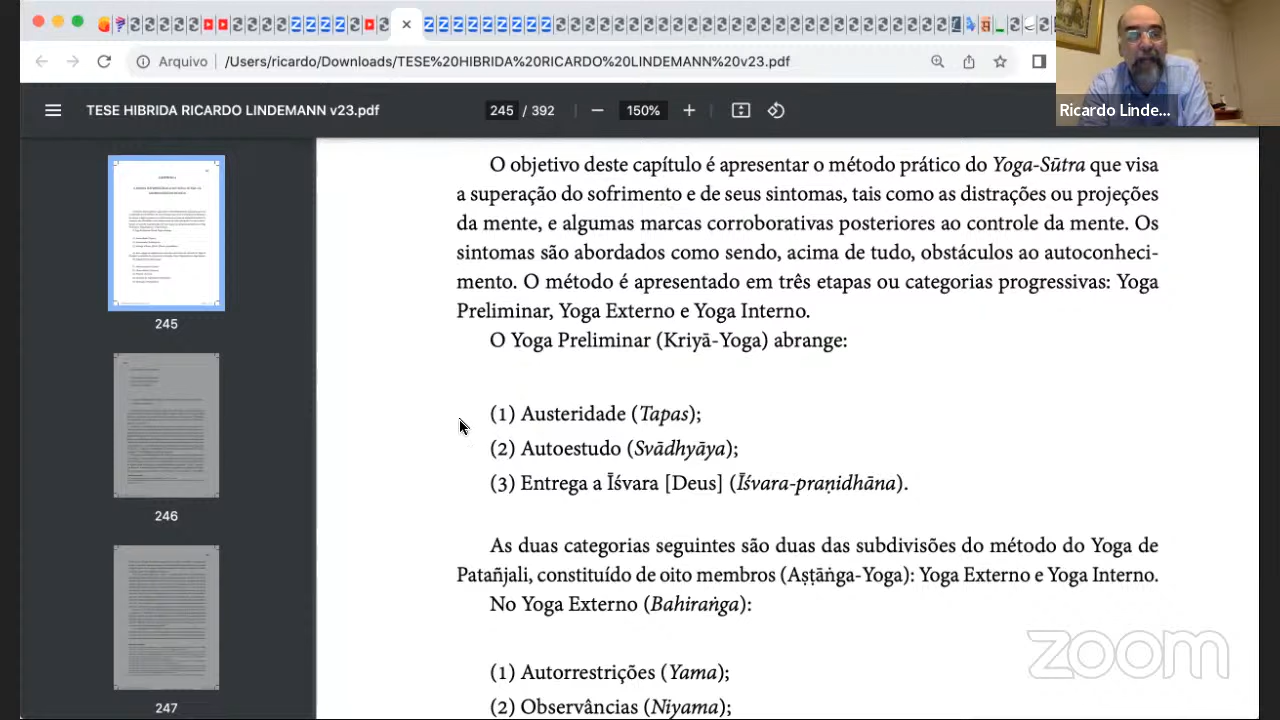 Arquivo
/Users/ricardo/Downloads/TESE%20HIBRIDA%20RICARDO%20LINDEMANN%20v23.pdf
TESE HIBRIDA RICARDO LINDEMANN v23.pdf
245 / 392
150%
Ricardo Linde...
245
246
247
O objetivo deste capítulo é apresentar o método prático do Yoga-Sūtra que visa
a superação do sofrimento e de seus sintomas, tais como as distrações ou projeções
da mente, e algumas marcas corroborativas posteriores ao controle da mente. Os
sintomas são abordados como sendo, acima de tudo, obstáculos ao autoconheci-
mento. O método é apresentado em três etapas ou categorias progressivas: Yoga
Preliminar, Yoga Externo e Yoga Interno.
O Yoga Preliminar (Kriyā-Yoga) abrange:
(1) Austeridade (Tapas);
(2) Autoestudo (Svādhyāya);
(3) Entrega a Īśvara [Deus] (Īśvara-praṇidhāna).
As duas categorias seguintes são duas das subdivisões do método do Yoga de
Patañjali, constituído de oito membros (Aṣṭāṅga-Yoga): Yoga Externo e Yoga Interno.
No Yoga Externo (Bahiraṅga):
(1) Autorrestrições (Yama);
(2) Observâncias (Niyama);
zoom